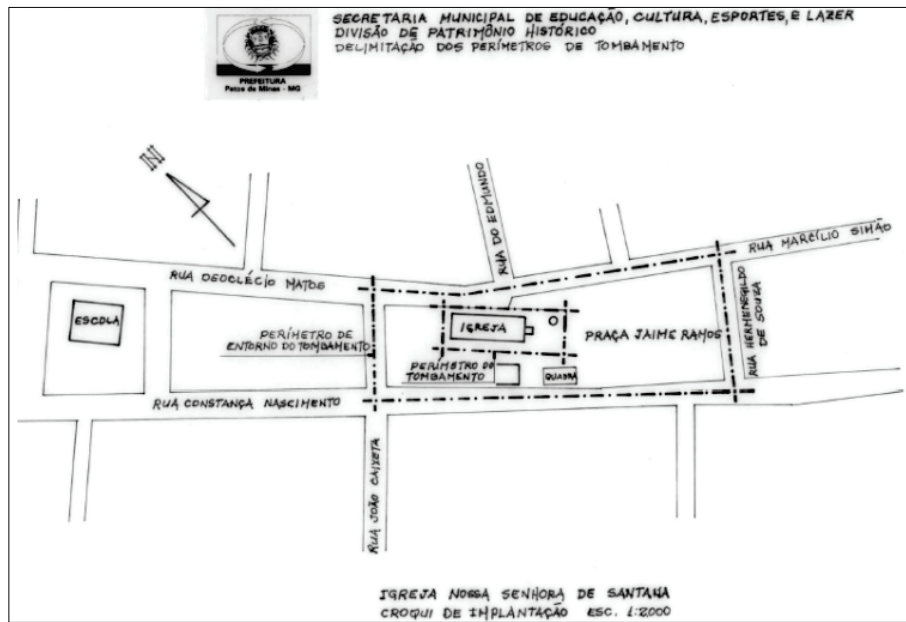 SECRETARIA MUNICIPAL DE EDUCAÇÃO, CULTURA, ESPORTES, E LAZER
DIVISÃO DE PATRIMÔNIO HISTÓRICO
DELIMITAÇÃO DOS PERÍMETROS DE TOMBAMENTO
PREFEITURA
Patos de Minas - MG
N
RUA DO EDMUNDO
RUA MARCÍLIO SIMÃO
RUA DEOCLÉCIO MATOS
ESCOLA
IGREJA
PERÍMETRO DE
ENTORNO DO TOMBAMENTO
PRAÇA JAIME RAMOS
RUA HERMENEGILDO
DE SOUZA
PERÍMETRO DO
TOMBAMENTO
QUADRA
RUA CONSTANÇA NASCIMENTO
RUA JOÃO CAIXETA
IGREJA NOSSA SENHORA DE SANTANA
CROQUI DE IMPLANTAÇÃO ESC. 1:2000